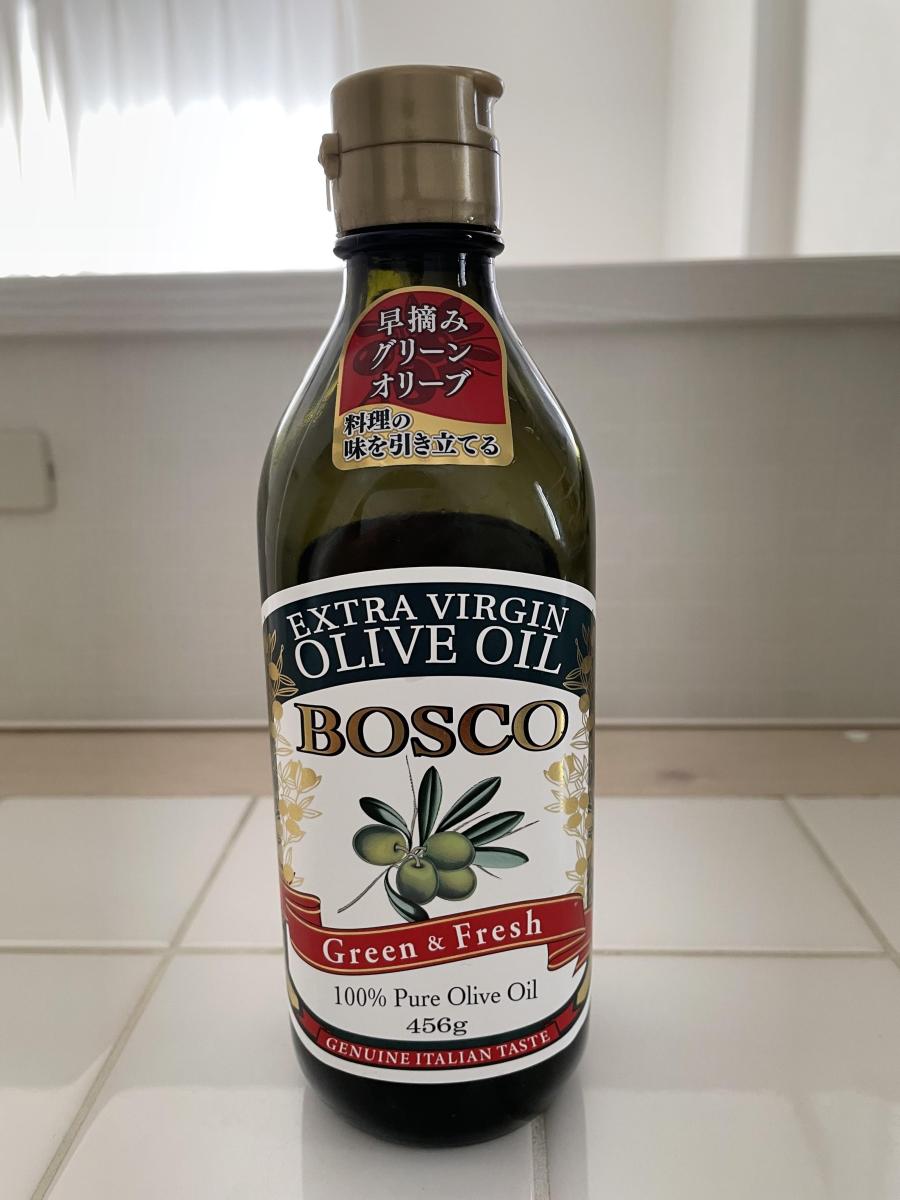 早摘み
グリーン
オリーブ
料理の
味を引き立てる
EXTRA VIRGIN
OLIVE OIL
BOSCO
Green & Fresh
100% Pure Olive Oil
456g
GENUINE ITALIAN TASTE